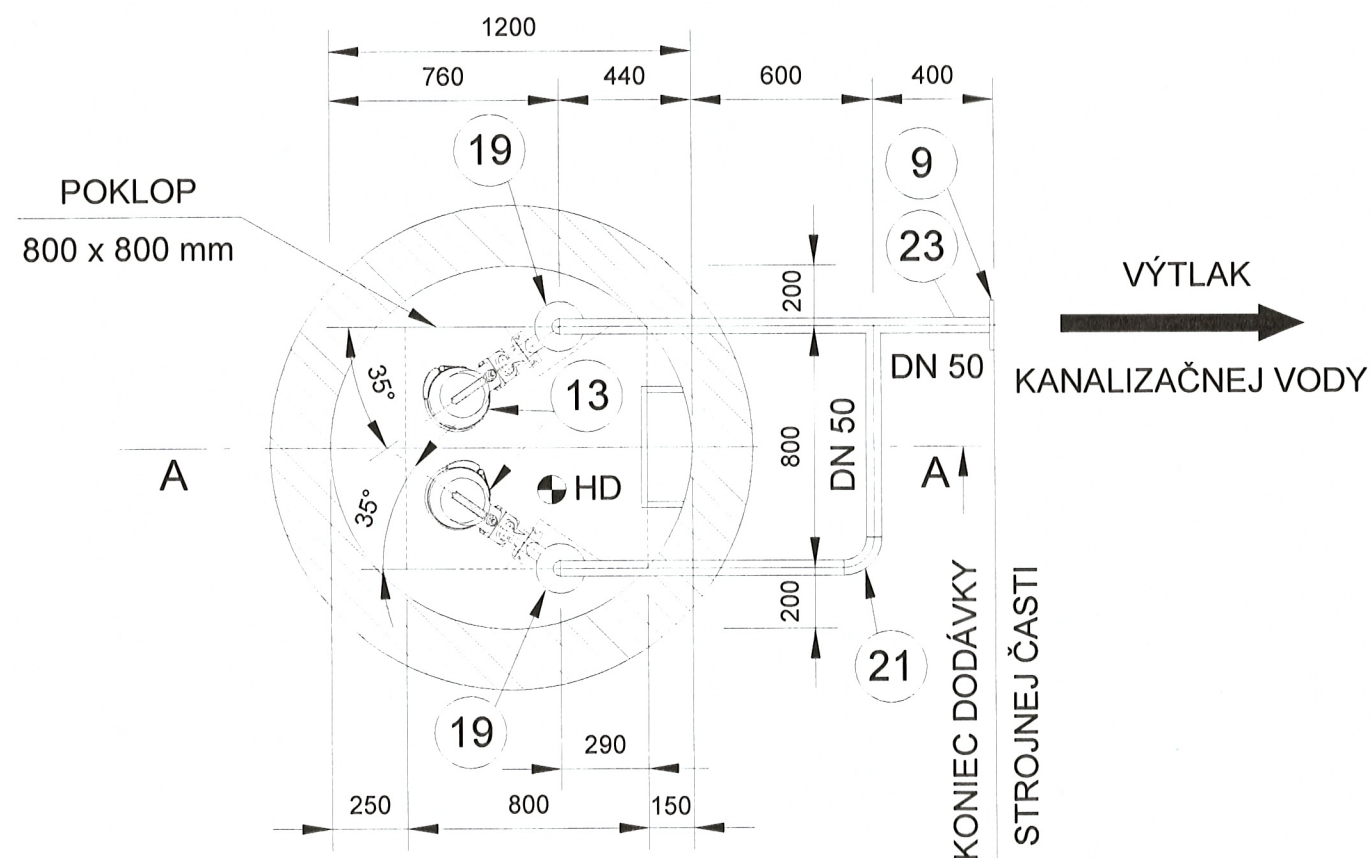 1200
760
440
600
400
19
9
POKLOP
800 x 800 mm
23
200
VÝTLAK
DN 50
KANALIZAČNEJ VODY
35°
13
800
DN 50
A
A
35°
HD
200
21
19
290
250
800
150
KONIEC DODÁVKY
STROJNEJ ČASTI